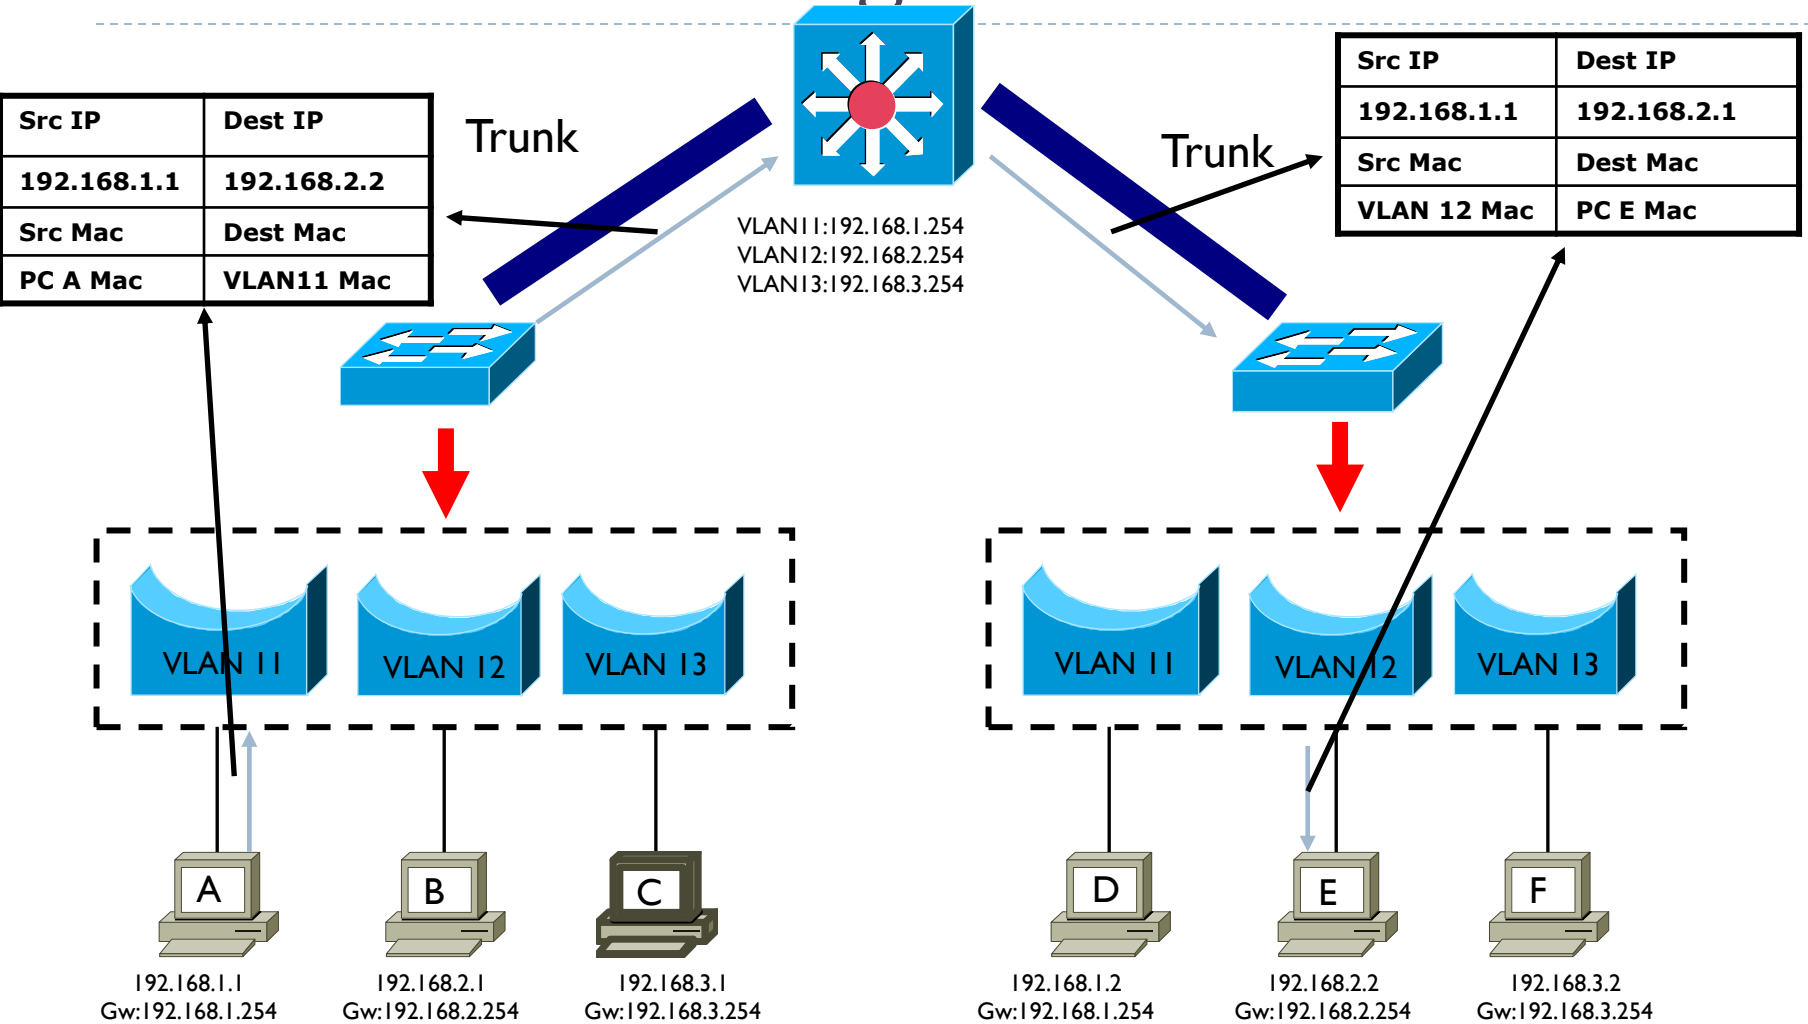 Src IP Dest IP
192.168.1.1 192.168.2.2
Src Mac Dest Mac
PC A Mac VLAN11 Mac
Trunk
VLAN11:192.168.1.254
VLAN12:192.168.2.254
VLAN13:192.168.3.254
Trunk
Src IP Dest IP
192.168.1.1 192.168.2.1
Src Mac Dest Mac
VLAN 12 Mac PC E Mac
VLAN 11 VLAN 12 VLAN 13
VLAN 11 VLAN 12 VLAN 13
A B C D E F
192.168.1.1
Gw:192.168.1.254
192.168.2.1
Gw:192.168.2.254
192.168.3.1
Gw:192.168.3.254
192.168.1.2
Gw:192.168.1.254
192.168.2.2
Gw:192.168.2.254
192.168.3.2
Gw:192.168.3.254